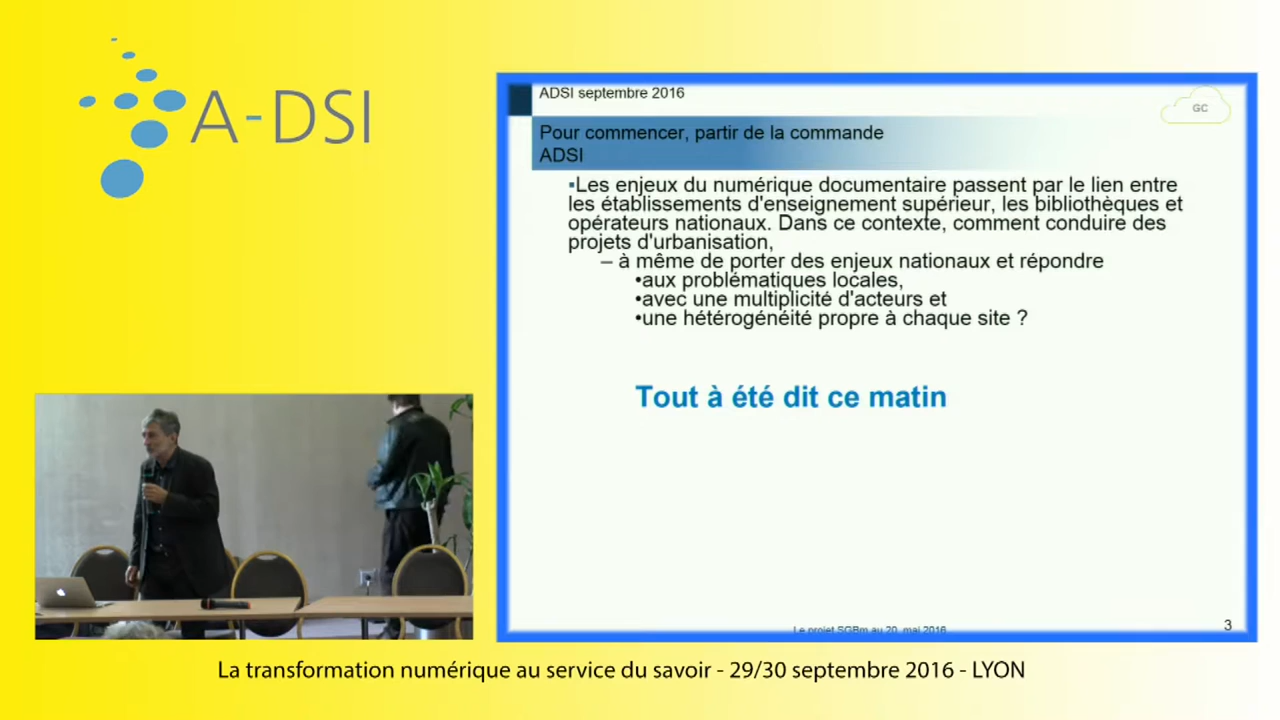 A-DSI
ADSI septembre 2016
GC
Pour commencer, partir de la commande
ADSI
▪Les enjeux du numérique documentaire passent par le lien entre
les établissements d'enseignement supérieur, les bibliothèques et
opérateurs nationaux. Dans ce contexte, comment conduire des
projets d'urbanisation,
– à même de porter des enjeux nationaux et répondre
•aux problématiques locales,
•avec une multiplicité d'acteurs et
•une hétérogénéité propre à chaque site ?
Tout à été dit ce matin
Le projet SGBm au 20, mai 2016
3
La transformation numérique au service du savoir - 29/30 septembre 2016 - LYON